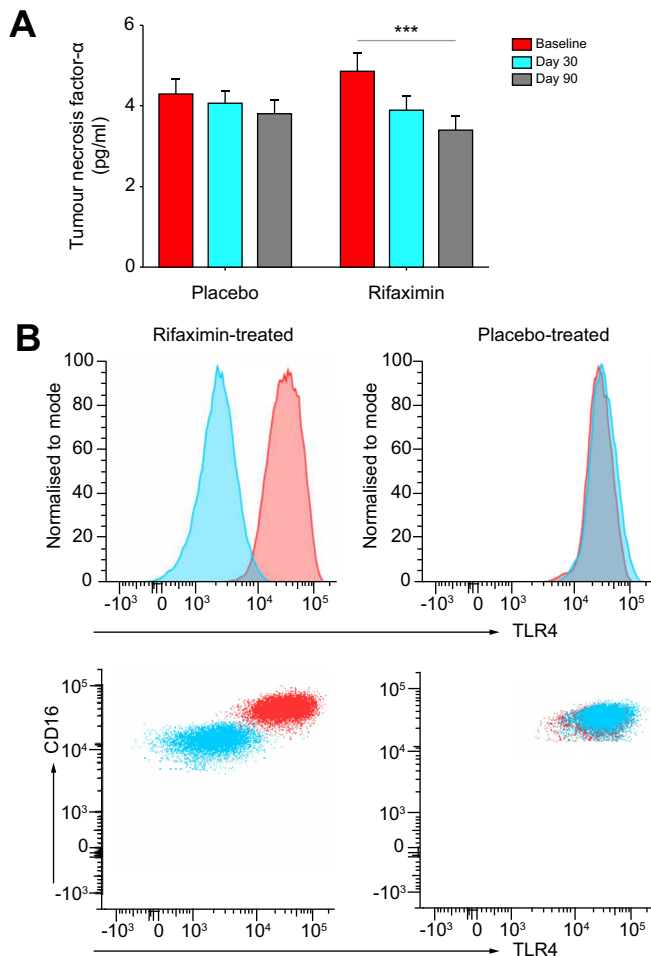 A
Tumour necrosis factor-α
(pg/ml)
6
4
2
0
***
Baseline
Day 30
Day 90
Placebo
Rifaximin
B
Rifaximin-treated
Placebo-treated
Normalised to mode
100
80
60
40
20
0
-10³ 0 10³ 10⁴ 10⁵
Normalised to mode
100
80
60
40
20
0
-10³ 0 10³ 10⁴ 10⁵
TLR4
CD16
10⁵
10⁴
10³
0
-10³
-10³ 0 10³ 10⁴ 10⁵
10⁵
10⁴
10³
0
-10³
-10³ 0 10³ 10⁴ 10⁵
TLR4